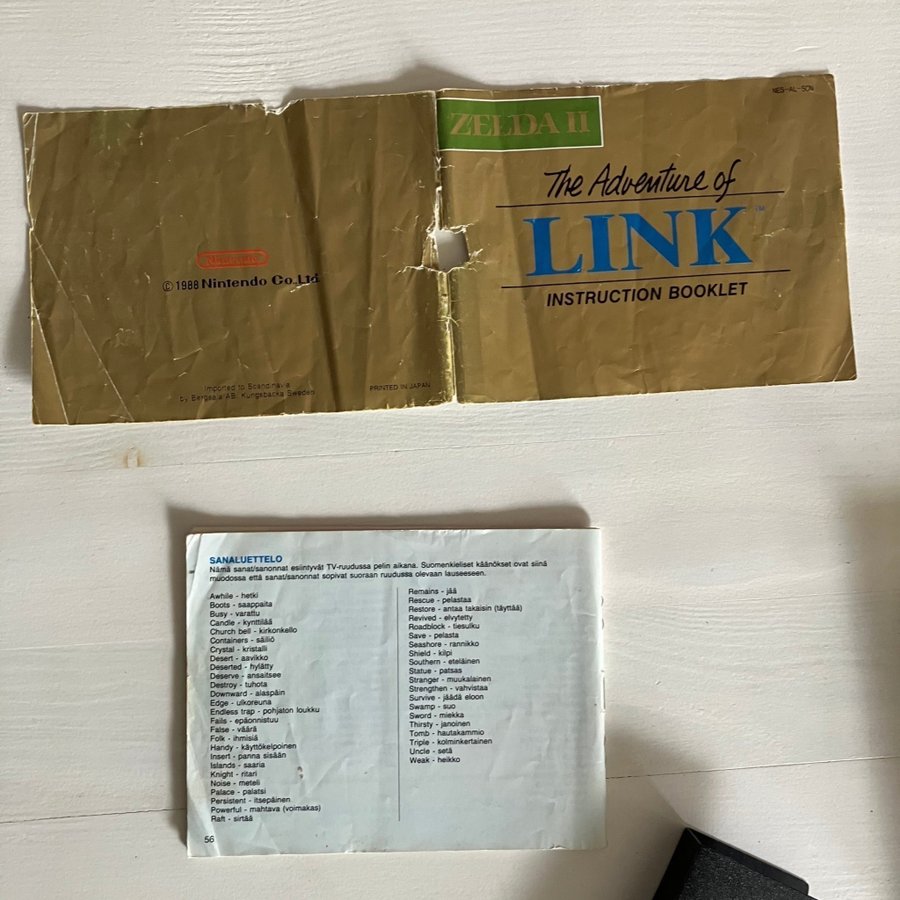 Nintendo
© 1988 Nintendo Co.Ltd.
Imported to Scandinavia
by Bergsala AB. Kungsbacka Sweden
PRINTED IN JAPAN
NES-AL-SCN
ZELDA II
The Adventure of
LINK™
INSTRUCTION BOOKLET
SANALUETTELO
Nämä sanat/sanonnat esiintyvät TV-ruudussa pelin aikana. Suomenkieliset käänökset ovat siinä
muodossa että sanat/sanonnat sopivat suoraan ruudussa olevaan lauseeseen.
Awhile - hetki
Boots - saappaita
Busy - varattu
Candle - kynttilää
Church bell - kirkonkello
Containers - säiliö
Crystal - kristalli
Desert - aavikko
Deserted - hylätty
Deserve - ansaitsee
Destroy - tuhota
Downward - alaspäin
Edge - ulkoreuna
Endless trap - pohjaton loukku
Fails - epäonnistuu
False - väärä
Folk - ihmisiä
Handy - käyttökelpoinen
Insert - panna sisään
Islands - saaria
Knight - ritari
Noise - meteli
Palace - palatsi
Persistent - itsepäinen
Powerful - mahtava (voimakas)
Raft - sirtää
Remains - jää
Rescue - pelastaa
Restore - antaa takaisin (täyttää)
Revived - elvytetty
Roadblock - tiesulku
Save - pelasta
Seashore - rannikko
Shield - kilpi
Southern - eteläinen
Statue - patsas
Stranger - muukalainen
Strengthen - vahvistaa
Survive - jäädä eloon
Swamp - suo
Sword - miekka
Thirsty - janoinen
Tomb - hautakammio
Triple - kolminkertainen
Uncle - setä
Weak - heikko
56